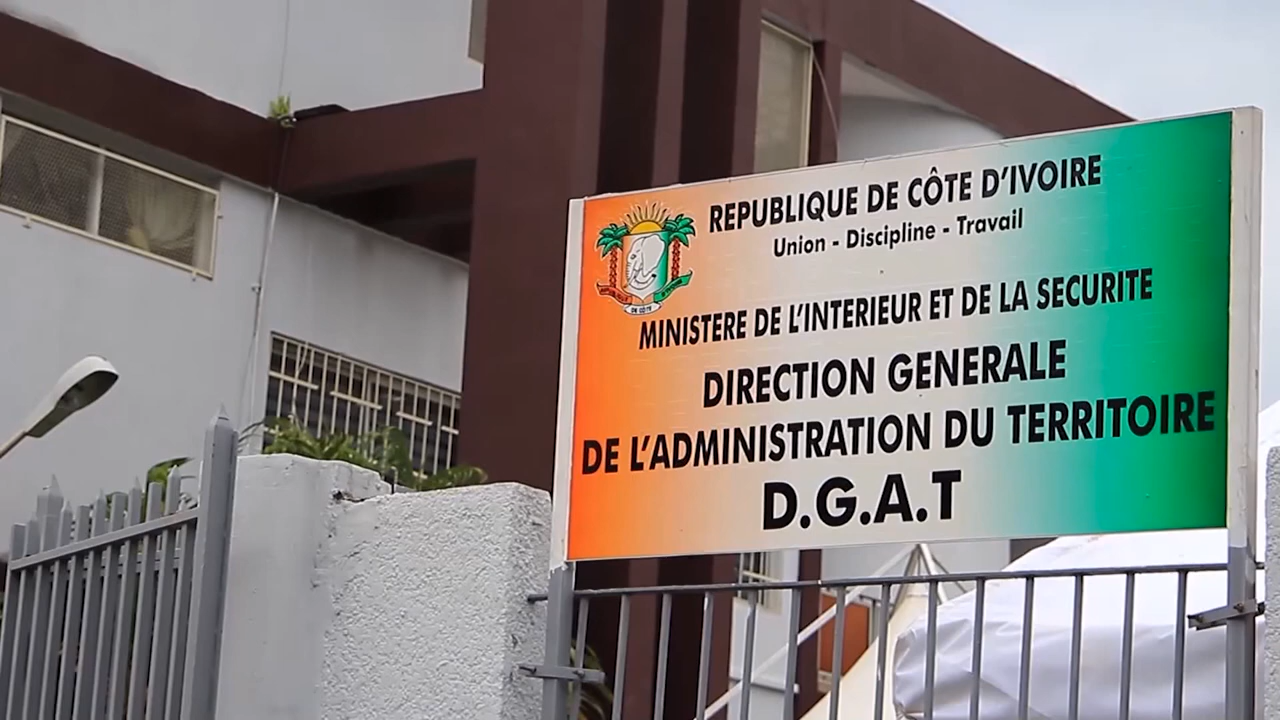 REPUBLIQUE DE CÔTE D'IVOIRE
Union - Discipline - Travail
MINISTERE DE L'INTERIEUR ET DE LA SECURITE
DIRECTION GENERALE
DE L'ADMINISTRATION DU TERRITOIRE
D.G.A.T